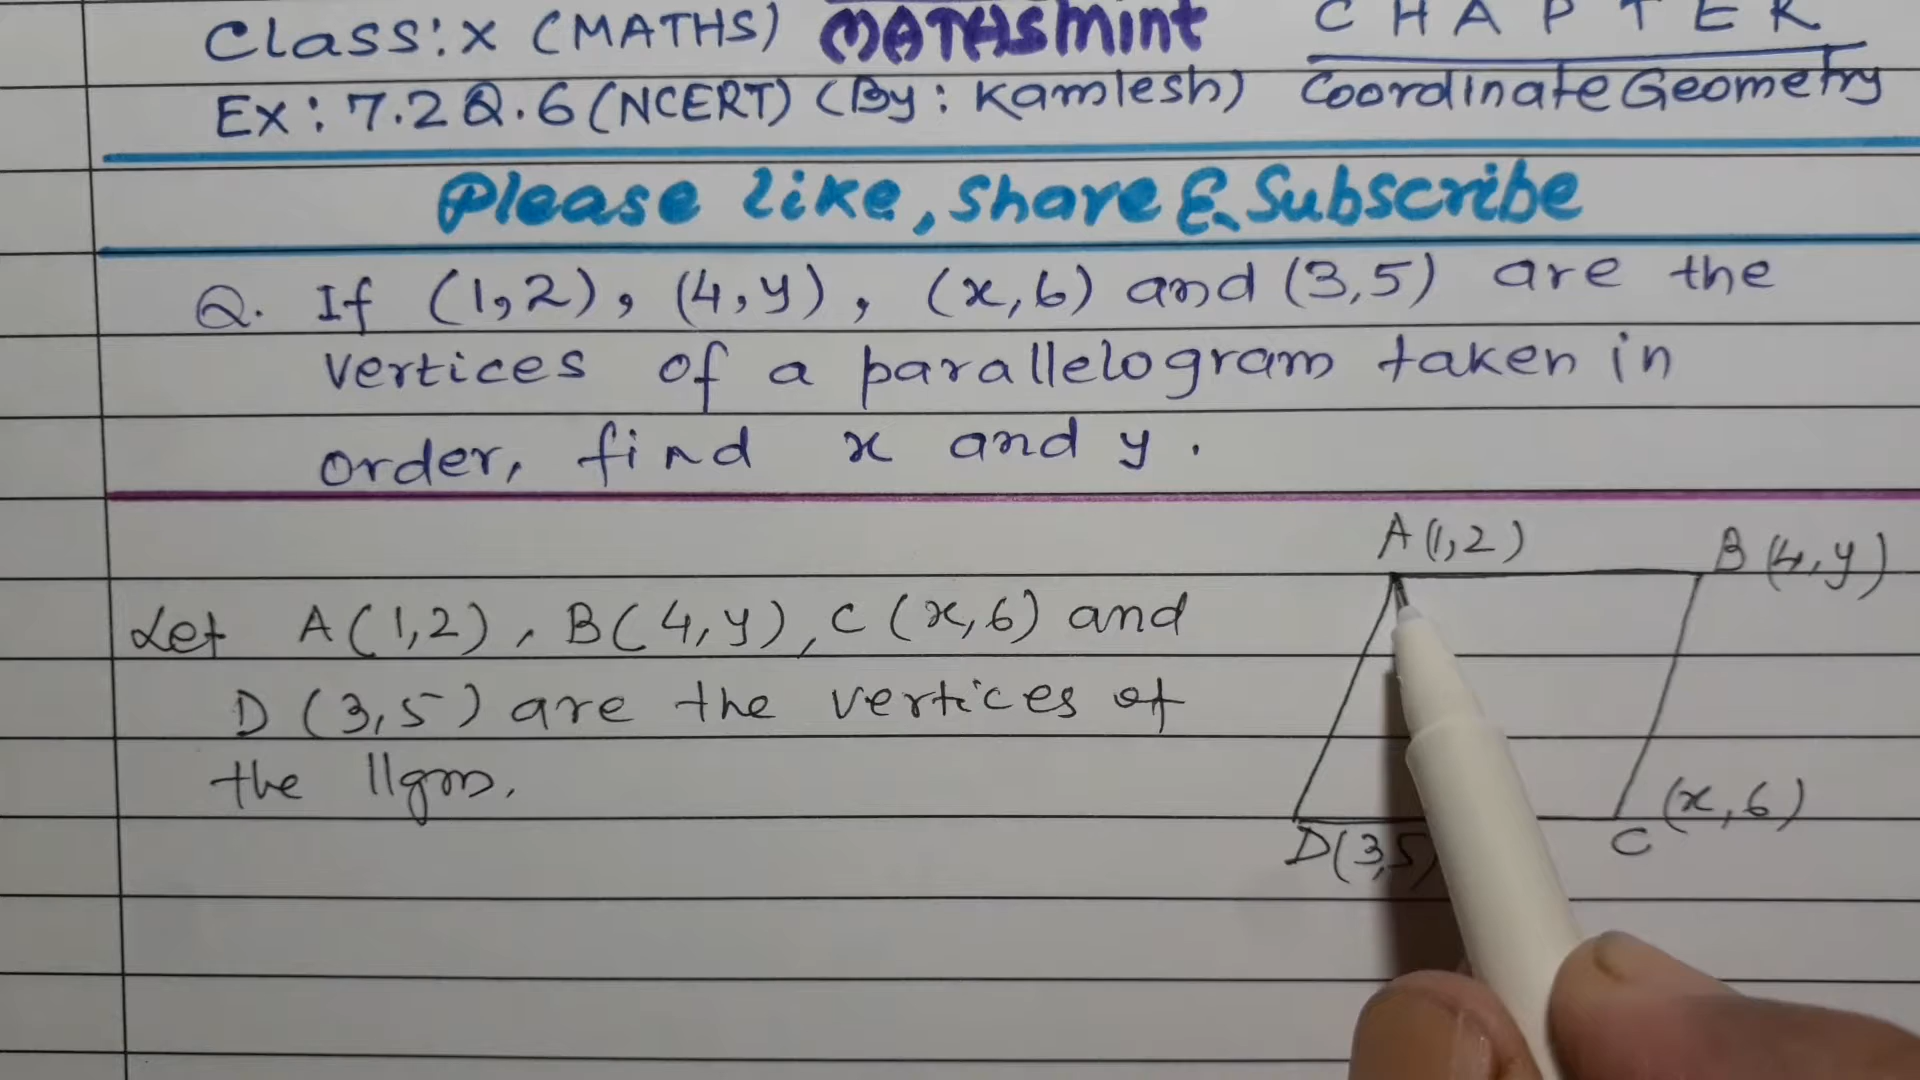 Class: X (MATHS) MATHSMint CHAPTER
Ex: 7.2 Q.6 (NCERT) (By: Kamlesh) Coordinate Geometry
Please like, share & Subscribe
Q. If (1,2), (4,y), (x,6) and (3,5) are the
vertices of a parallelogram taken in
order, find x and y.
A (1,2) B (4,y)
Let A(1,2), B(4,y), C(x,6) and
D(3,5) are the vertices of
the llgm.
(x,6)
D(3,5) C